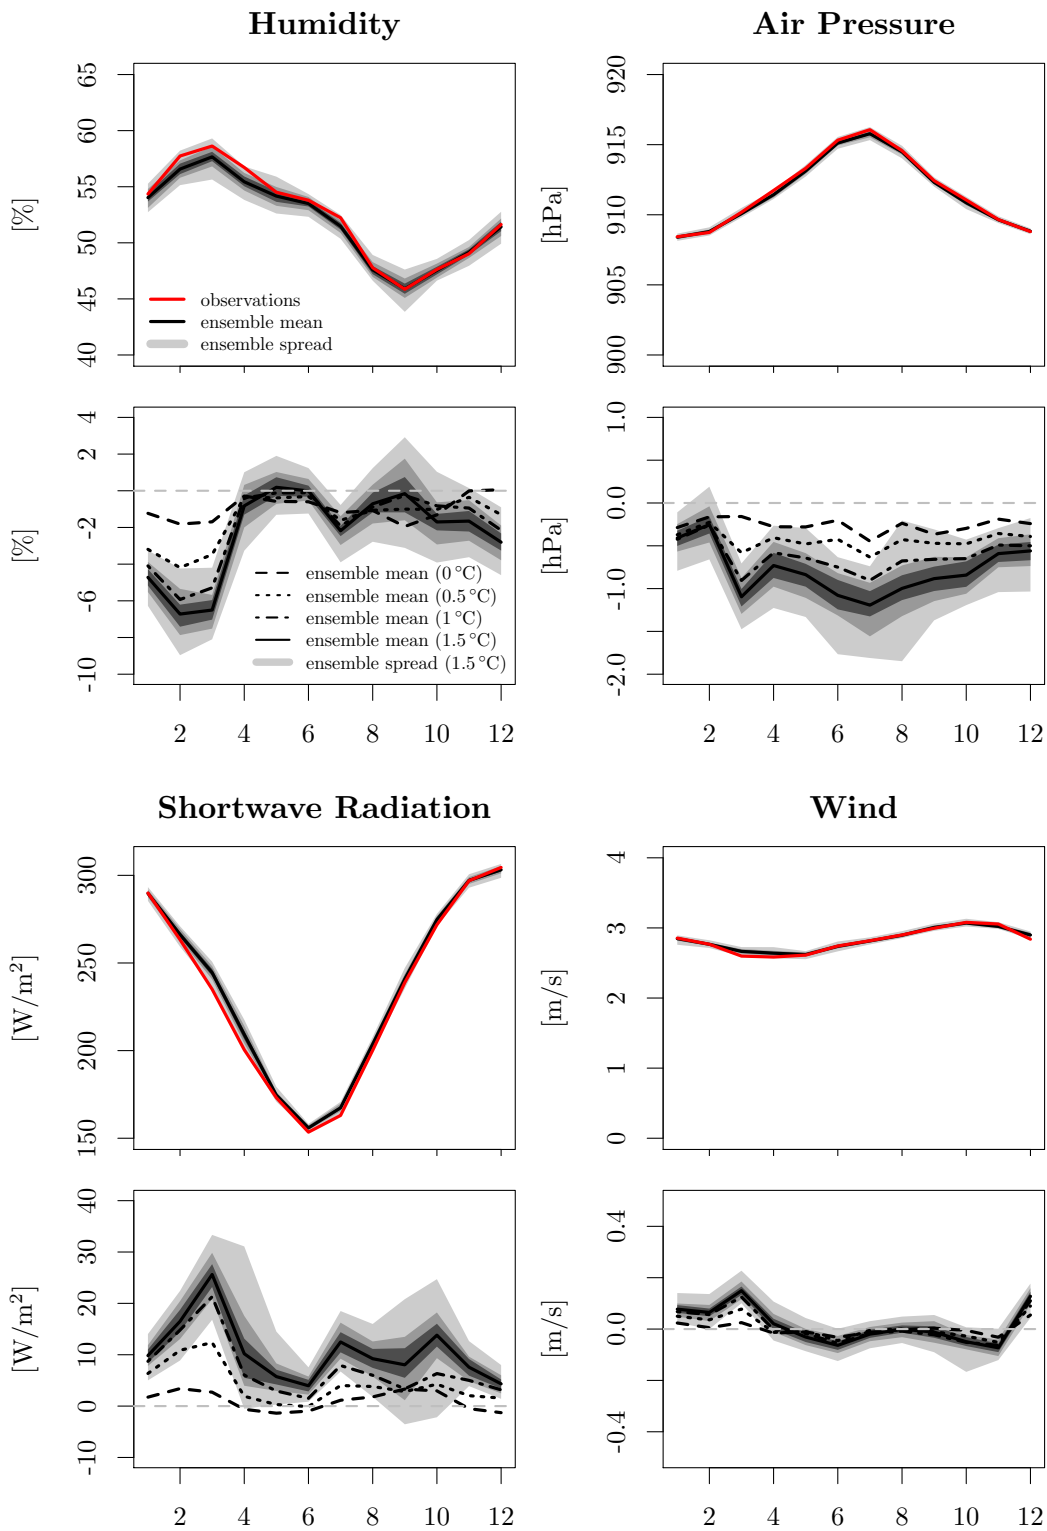 Humidity
Air Pressure
65
60
55
50
45
40
[%]
observations
ensemble mean
ensemble spread
920
915
910
905
900
[hPa]
4
2
-2
-6
-10
[%]
ensemble mean (0 °C)
ensemble mean (0.5 °C)
ensemble mean (1 °C)
ensemble mean (1.5 °C)
ensemble spread (1.5 °C)
2 4 6 8 10 12
1.0
0.0
-1.0
-2.0
[hPa]
2 4 6 8 10 12
Shortwave Radiation
Wind
300
250
200
150
[W/m²]
4
3
2
1
0
[m/s]
40
30
20
10
0
-10
[W/m²]
2 4 6 8 10 12
0.4
0.0
-0.4
[m/s]
2 4 6 8 10 12